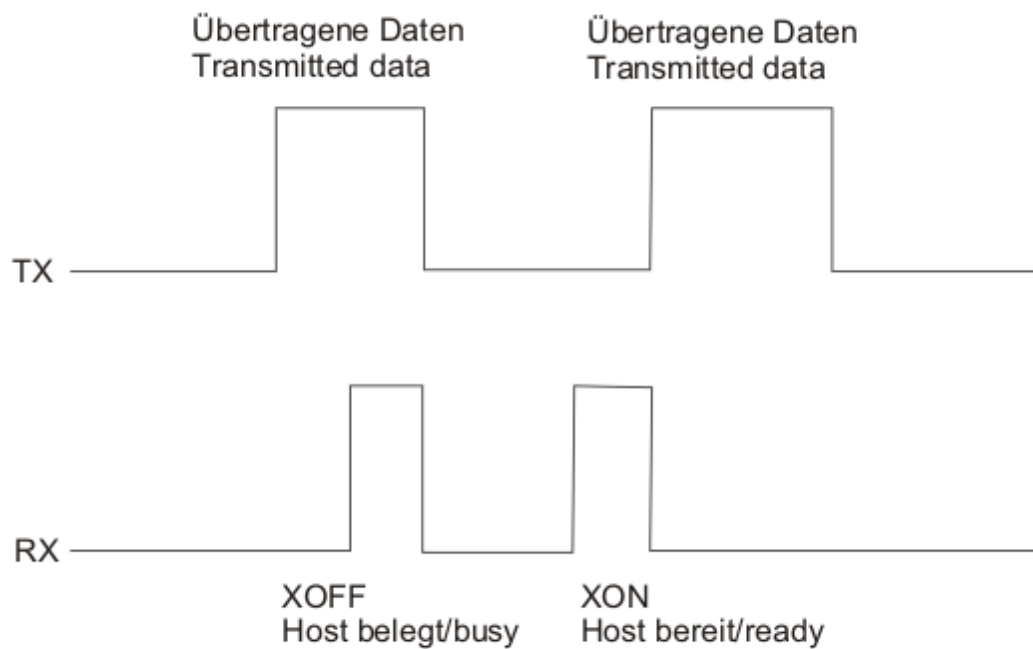 Übertragene Daten
Transmitted data
Übertragene Daten
Transmitted data
TX
RX
XOFF
Host belegt/busy
XON
Host bereit/ready